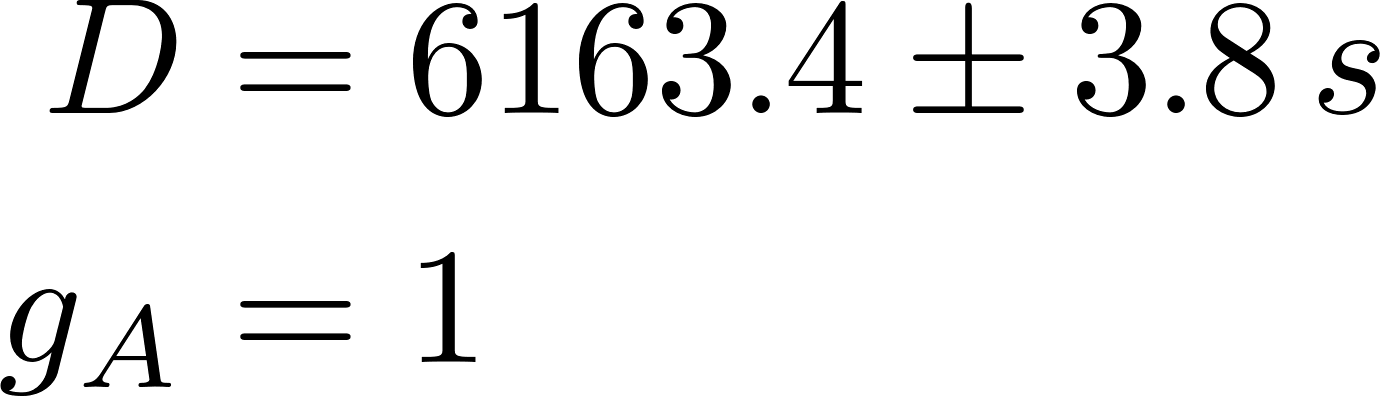 D = 6163.4 ± 3.8 s
g_A = 1